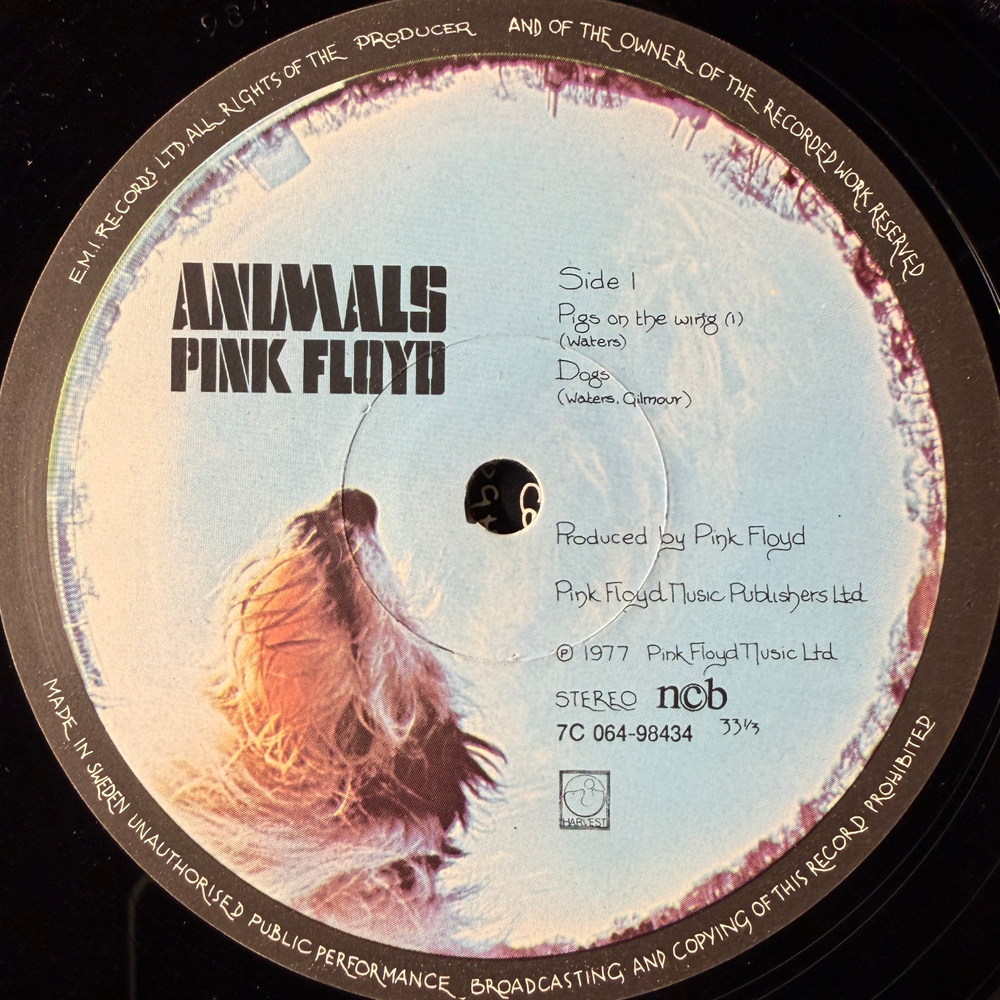 E.M.I. RECORDS LTD. ALL RIGHTS OF THE PRODUCER AND OF THE OWNER OF THE RECORDED WORK RESERVED
ANIMALS
PINK FLOYD
Side 1
Pigs on the wing (1)
(Waters)
Dogs
(Waters, Gilmour)
Produced by Pink Floyd
Pink Floyd Music Publishers Ltd
℗ 1977 Pink Floyd Music Ltd
STEREO ncb
7C 064-98434 33 1/3
HARVEST
MADE IN SWEDEN UNAUTHORISED PUBLIC PERFORMANCE BROADCASTING AND COPYING OF THIS RECORD PROHIBITED